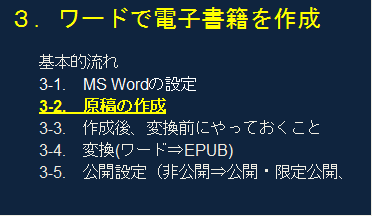 ３．ワードで電子書籍を作成
基本的流れ
3-1.　MS Wordの設定
3-2.　原稿の作成
3-3.　作成後、変換前にやっておくこと
3-4.　変換(ワード⇒EPUB)
3-5.　公開設定（非公開⇒公開・限定公開、